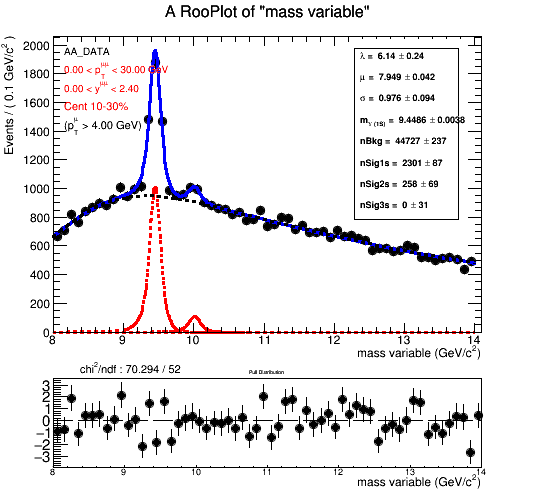 A RooPlot of "mass variable"
Events / ( 0.1 GeV/c² )
2000
1800
1600
1400
1200
1000
800
600
400
200
0
AA_DATA
0.00 < p_T^μμ < 30.00 GeV
0.00 < y^μμ < 2.40
Cent 10-30%
(p_T^μ > 4.00 GeV)
λ = 6.14 ± 0.24
μ = 7.949 ± 0.042
σ = 0.976 ± 0.094
m_ϒ (1S) = 9.4486 ± 0.0038
nBkg = 44727 ± 237
nSig1s = 2301 ± 87
nSig2s = 258 ± 69
nSig3s = 0 ± 31
8 9 10 11 12 13 14
mass variable (GeV/c²)
chi²/ndf : 70.294 / 52
Pull Distribution
3
2
1
0
−1
−2
−3
8 9 10 11 12 13 14
mass variable (GeV/c²)